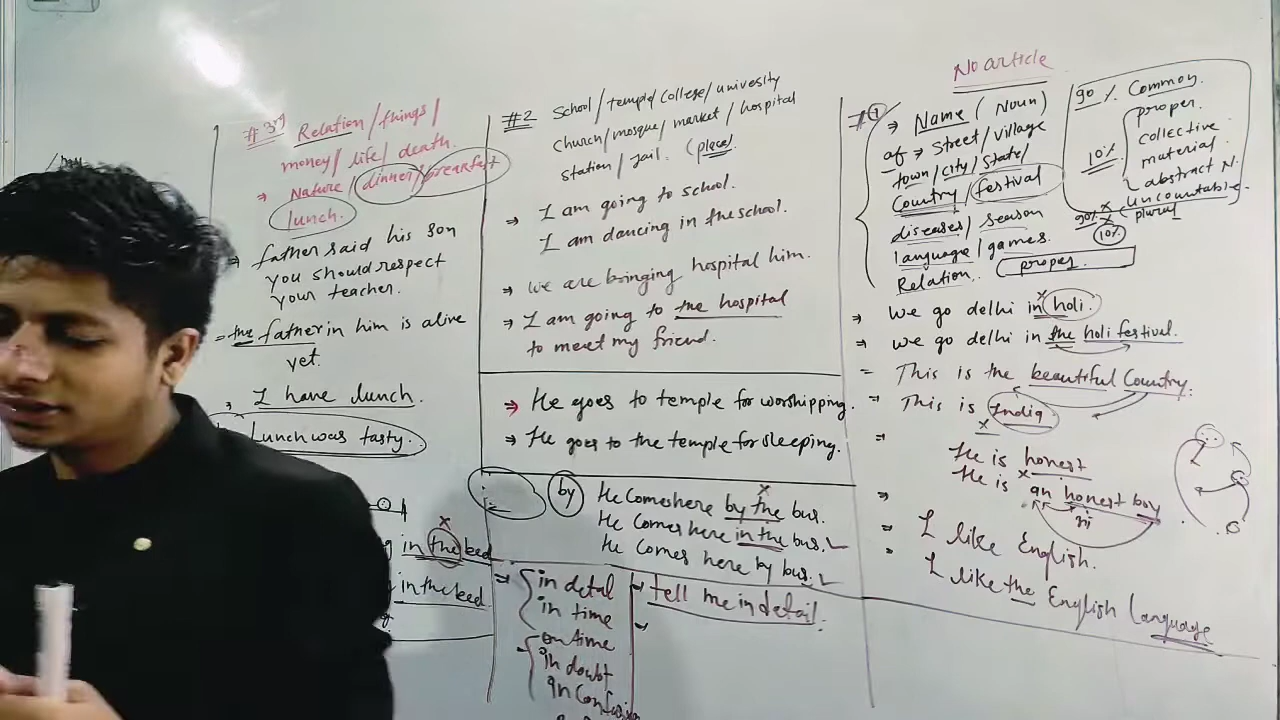 No article
#1 → Name (Noun)
of → Street/village
town/city/state/
Country/festival
diseases/season
language/games.
Relation. (proper.
90% Common.
proper.
collective.
10% material.
abstract N.
uncountable.
90% x plural
10%
→ we go delhi in holi.
x
→ we go delhi in the holi festival.
= This is the beautiful Country.
= This is India
x
= He is honest
→ He is an honest boy
x
ni
= I like English.
I like the English language
#2 School/temple/college/univesity
church/mosque/market/hospital
station/jail. (place)
→ I am going to school.
I am dancing in the school.
→ we are bringing hospital him.
→ I am going to the hospital
to meet my friend.
→ He goes to temple for worshipping.
→ He goes to the temple for sleeping.
by He Comes here by the bus.
x
He Comes here in the bus.
He Comes here by bus.
→ in detal
in time
on time
in doubt
→ tell me in detail.
→
#3rd Relation/things/
money/life/death.
→ Nature/dinner/breakfest
lunch.
→ father said his son
you should respect
your teacher.
= the father in him is alive
yet.
→ I have lunch.
Lunch was tasty.
x
in the bed
in the bed.